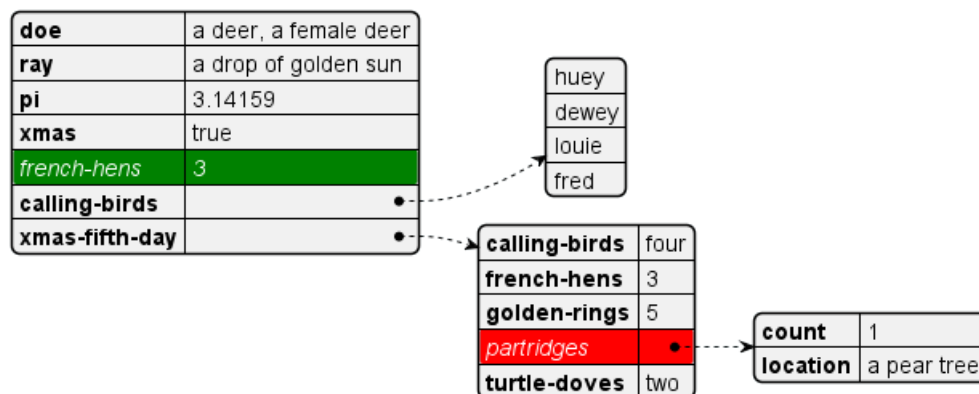 doe a deer, a female deer
ray a drop of golden sun
pi 3.14159
xmas true
french-hens 3
calling-birds
xmas-fifth-day
huey
dewey
louie
fred
calling-birds four
french-hens 3
golden-rings 5
partridges
turtle-doves two
count 1
location a pear tree